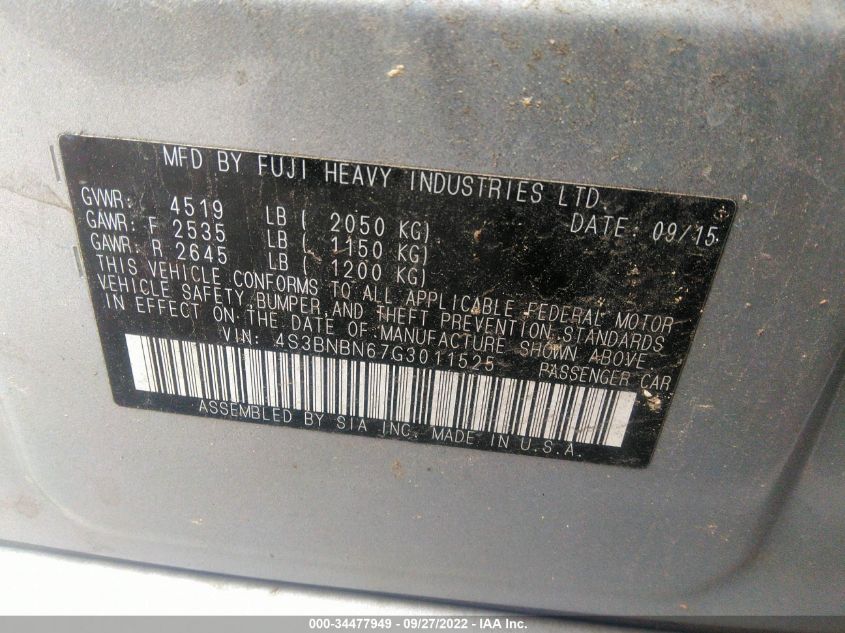 MFD BY FUJI HEAVY INDUSTRIES LTD.
GVWR: 4519 LB ( 2050 KG) DATE: 09/15
GAWR: F 2535 LB ( 1150 KG)
GAWR: R 2645 LB ( 1200 KG)
THIS VEHICLE CONFORMS TO ALL APPLICABLE FEDERAL MOTOR
VEHICLE SAFETY, BUMPER AND THEFT PREVENTION STANDARDS
IN EFFECT ON THE DATE OF MANUFACTURE SHOWN ABOVE
VIN: 4S3BNBN67G3011525 PASSENGER CAR
ASSEMBLED BY SIA INC. MADE IN U.S.A.
000-34477949 - 09/27/2022 - IAA Inc.